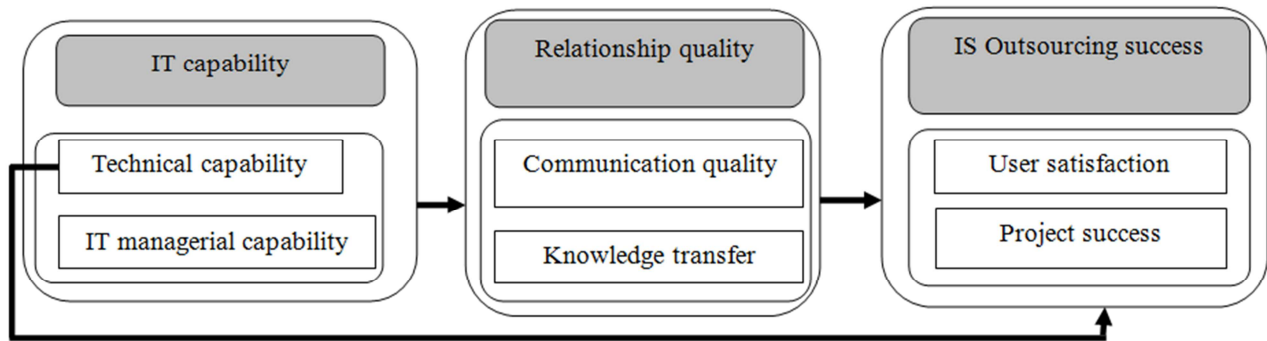 IT capability
Technical capability
IT managerial capability
Relationship quality
Communication quality
Knowledge transfer
IS Outsourcing success
User satisfaction
Project success